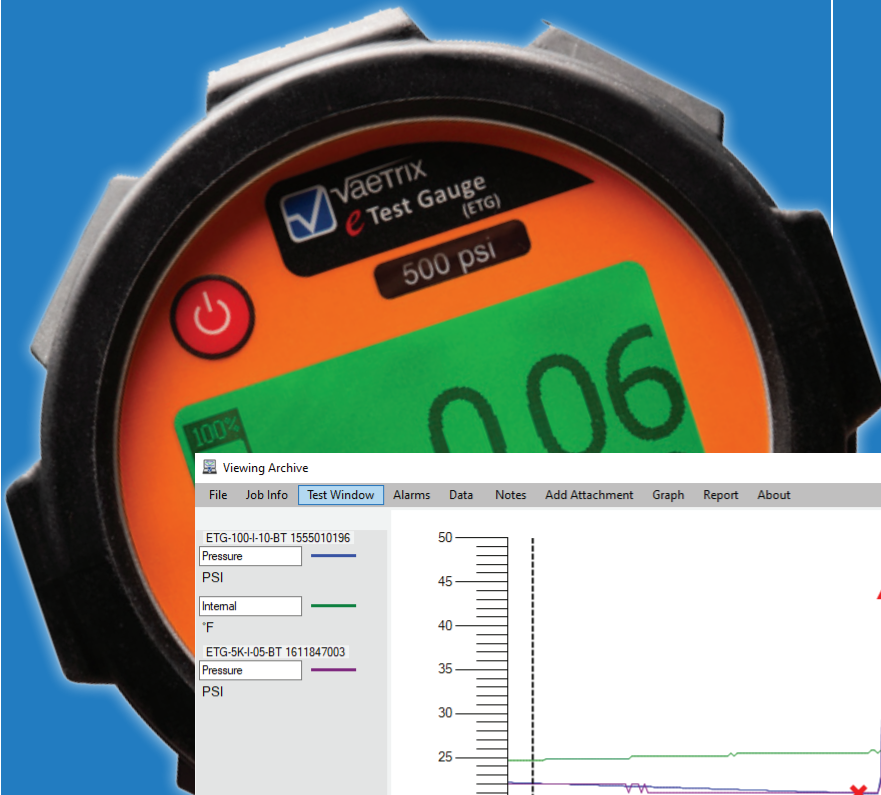 VAETRIX
e Test Gauge
(ETG)
500 psi
100%
0.06
Viewing Archive
File Job Info Test Window Alarms Data Notes Add Attachment Graph Report About
ETG-100-I-10-BT 1555010196
Pressure
PSI
Internal
°F
ETG-5K-I-05-BT 1611847003
Pressure
PSI
50
45
40
35
30
25